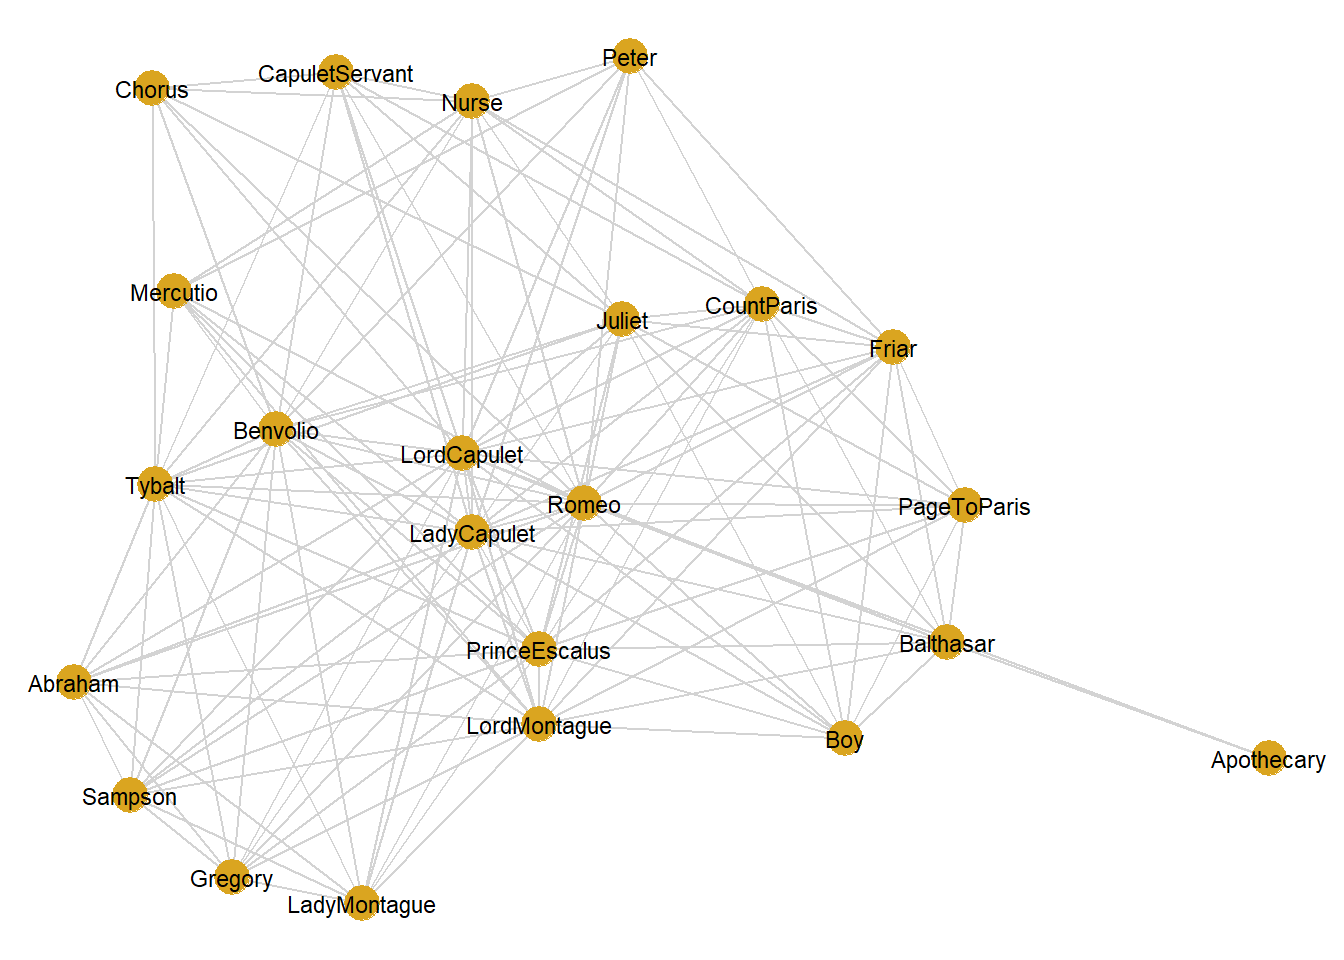 Peter
CapuletServant
Chorus
Nurse
Mercutio
CountParis
Juliet
Friar
Benvolio
LordCapulet
Tybalt
Romeo
PageToParis
LadyCapulet
PrinceEscalus
Balthasar
Abraham
LordMontague
Boy
Apothecary
Sampson
Gregory
LadyMontague